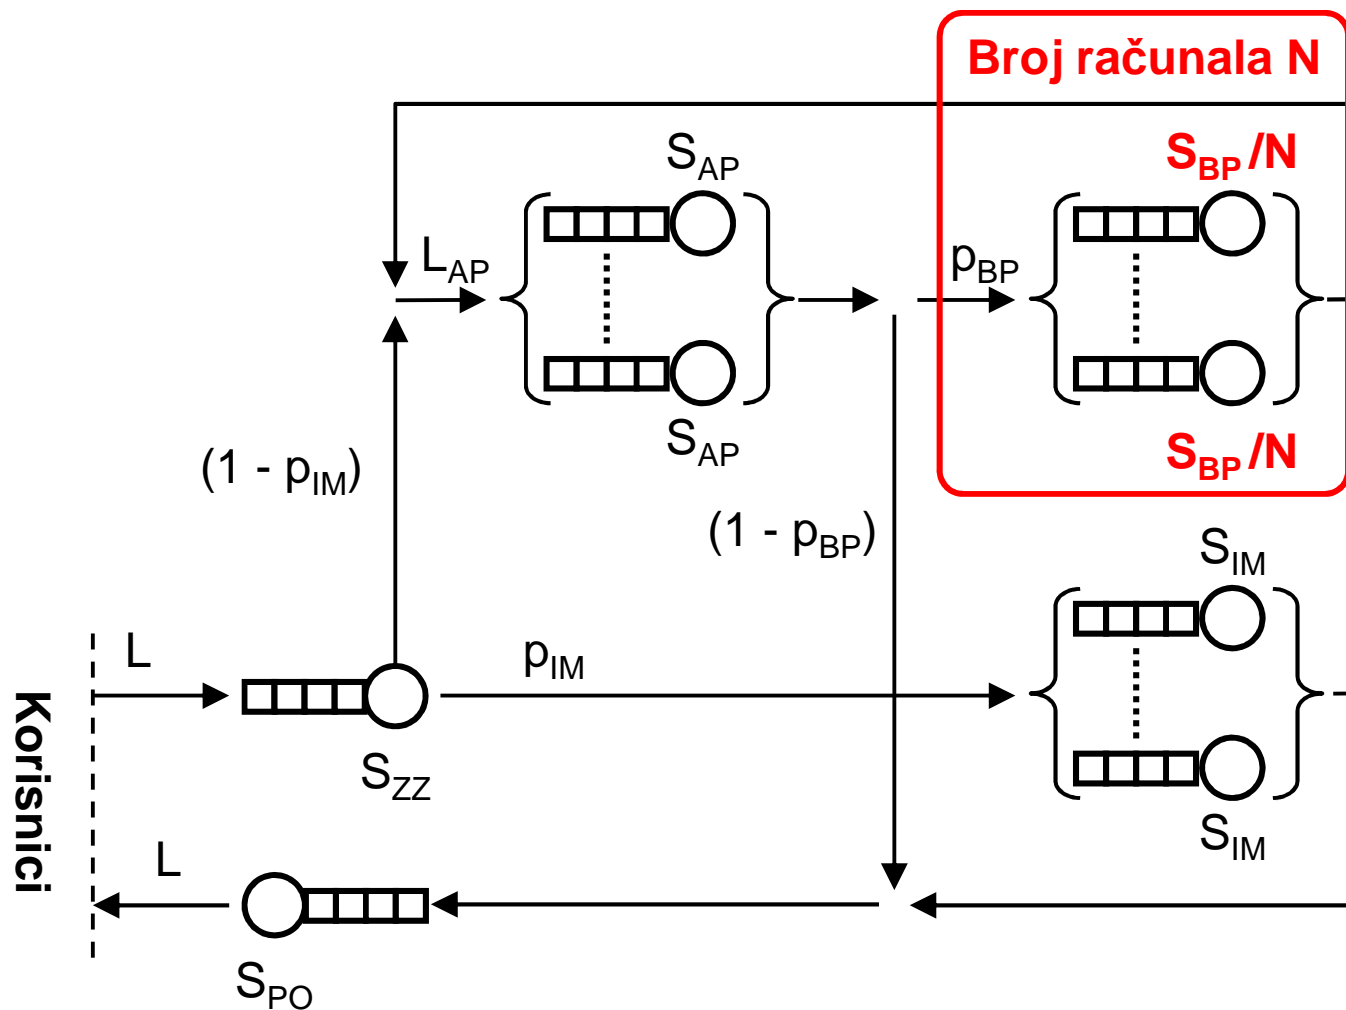 Broj računala N
S_AP
S_BP /N
L_AP
p_BP
S_AP
S_BP /N
(1 - p_IM)
(1 - p_BP)
S_IM
L
p_IM
S_ZZ
Korisnici
S_IM
L
S_PO